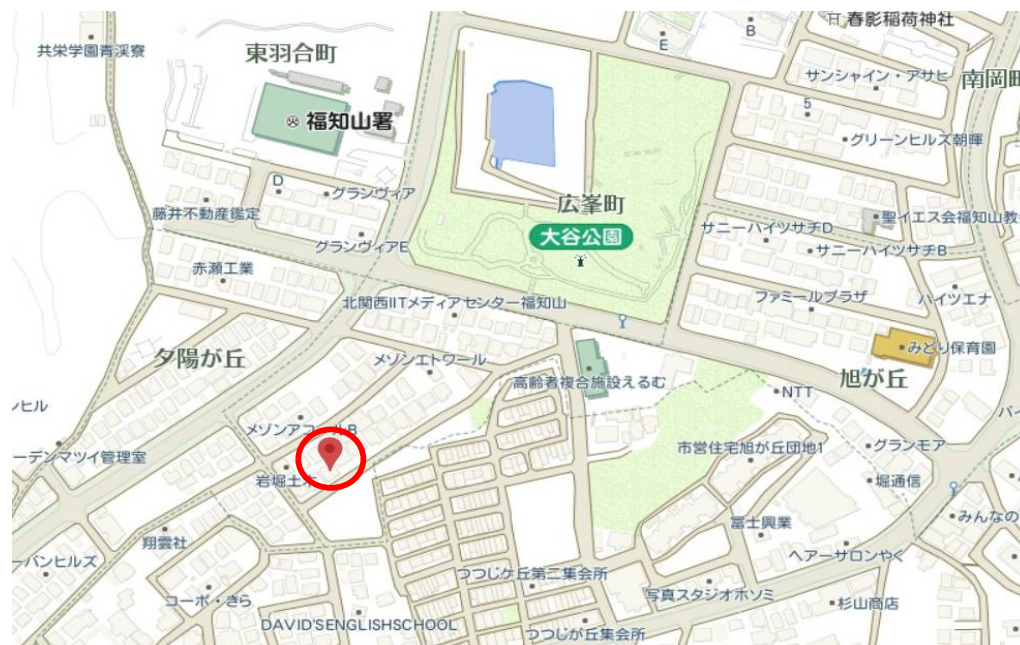 春影稲荷神社
共栄学園青渓寮
東羽合町
E
B
サンシャイン・アサヒ
南岡町
5
福知山署
グリーンヒルズ朝暉
D
グランヴィア
広峯町
藤井不動産鑑定
聖イエス会福知山教
サニーハイツサチD
大谷公園
グランヴィアE
サニーハイツサチB
赤瀬工業
北関西ITメディアセンター福知山
ファミールプラザ
ハイツエナ
夕陽が丘
メゾンエトワール
みどり保育園
高齢者複合施設えるむ
旭が丘
NTT
ンヒル
メゾンアコールB
市営住宅旭が丘団地1
グランモア
ーデンマツイ管理室
岩堀土木
堀通信
みんなの
冨士興業
翔雲社
ーバンヒルズ
ヘアーサロンやく
つつじケ丘第二集会所
コーポ・きら
写真スタジオホソミ
杉山商店
DAVID'SENGLISHSCHOOL
つつじが丘集会所